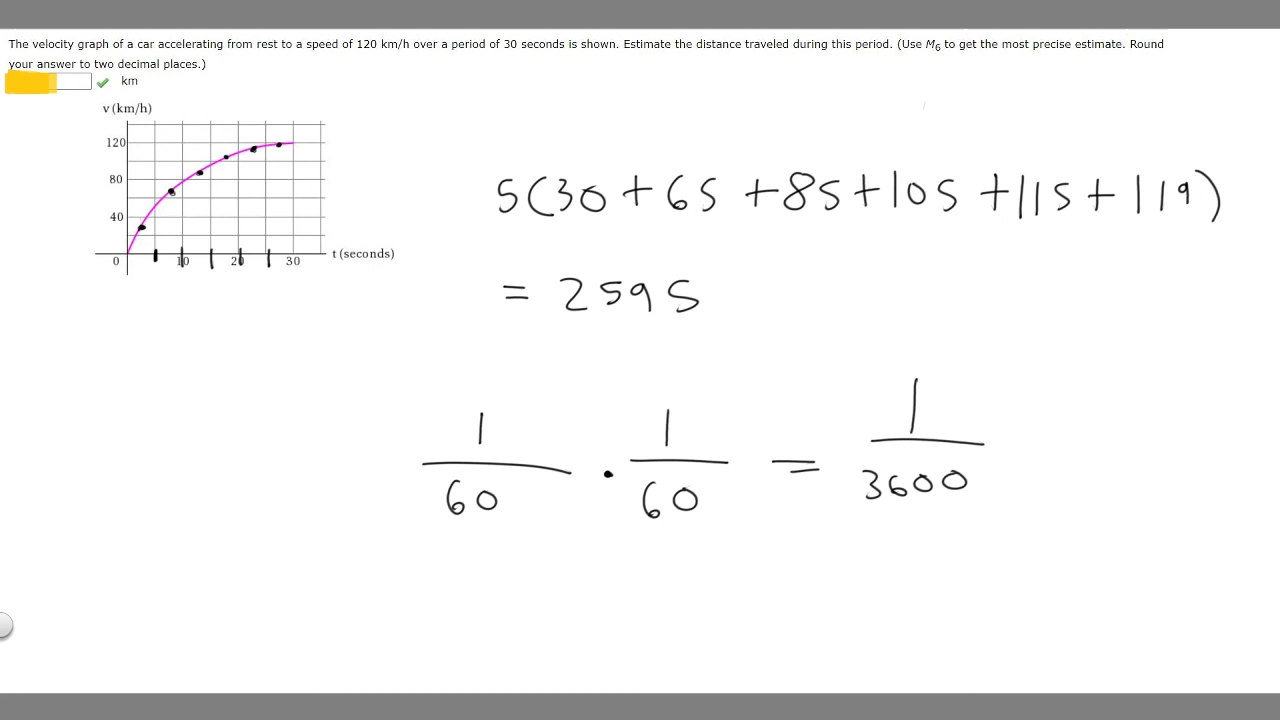 The velocity graph of a car accelerating from rest to a speed of 120 km/h over a period of 30 seconds is shown. Estimate the distance traveled during this period. (Use M6 to get the most precise estimate. Round
your answer to two decimal places.)
km
v (km/h)
120
80
40
0 10 20 30 t (seconds)
5(30+65+85+105+115+119)
= 2595
1/60 · 1/60 = 1/3600